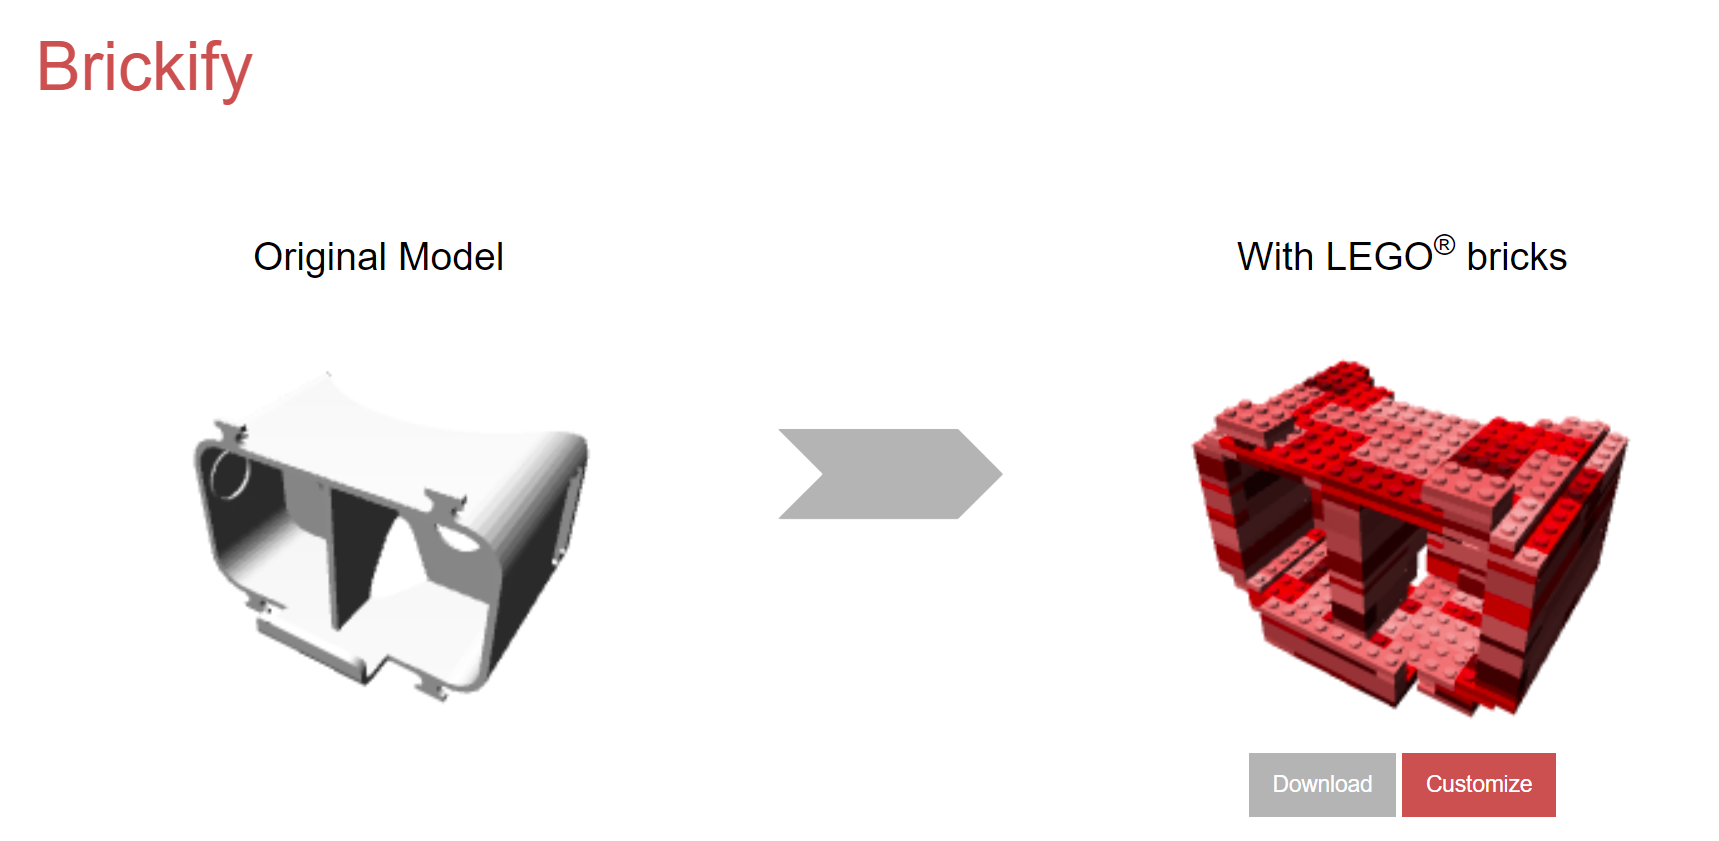 Brickify
Original Model
With LEGO® bricks
Download
Customize